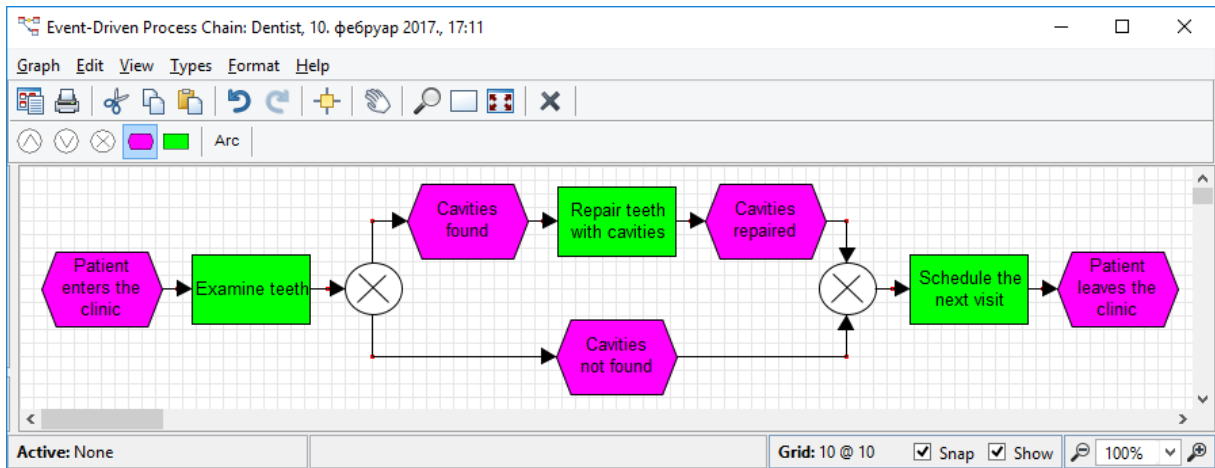 Event-Driven Process Chain: Dentist, 10. фебруар 2017., 17:11
Graph Edit View Types Format Help
Arc
Cavities
found
Repair teeth
with cavities
Cavities
repaired
Patient
enters the
clinic
Examine teeth
Schedule the
next visit
Patient
leaves the
clinic
Cavities
not found
Active: None
Grid: 10 @ 10
Snap
Show
100%